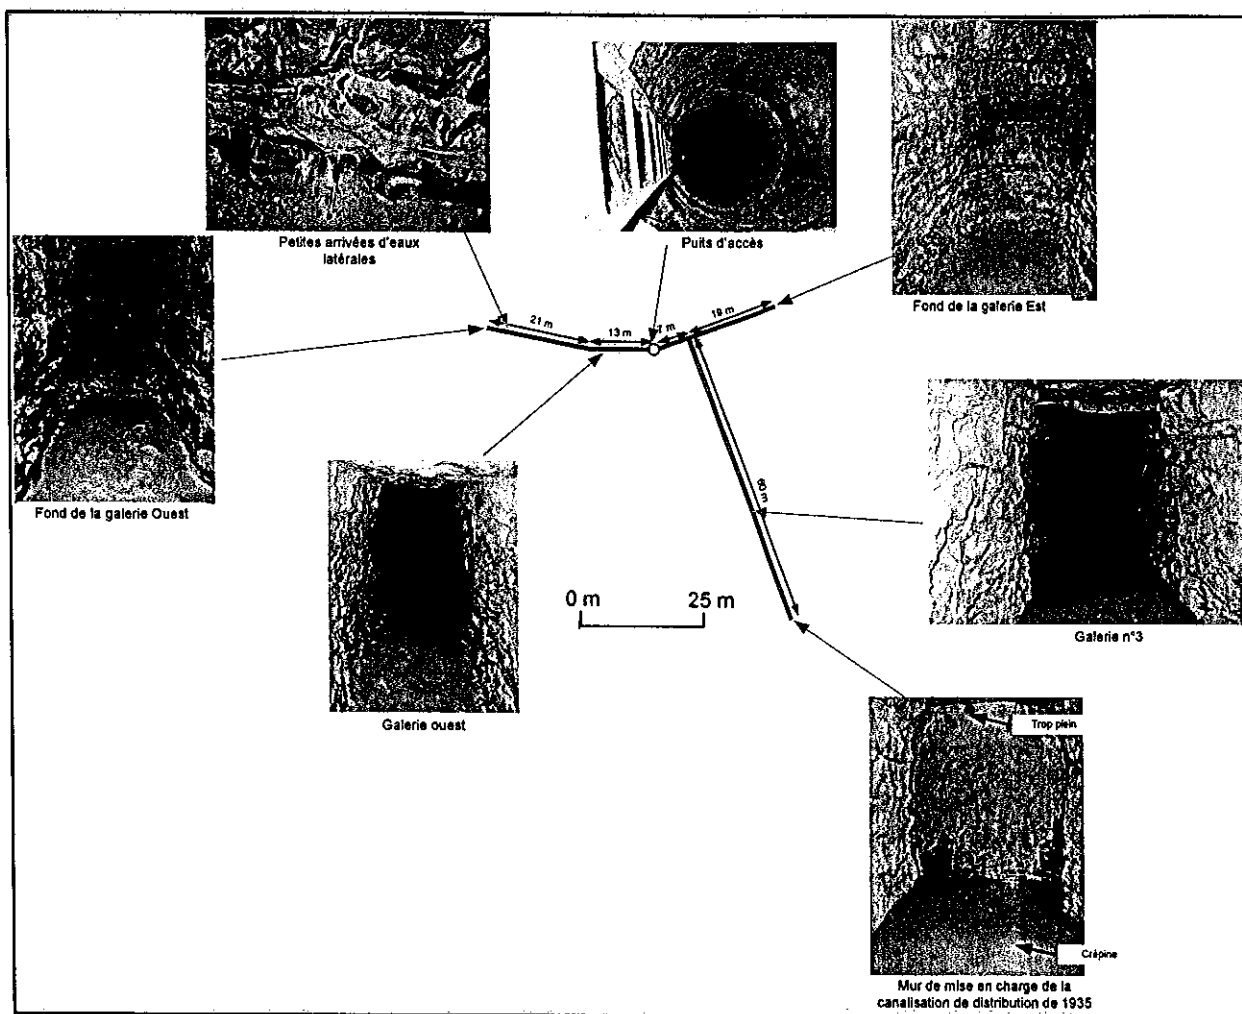 Petites arrivées d'eaux
latérales
Puits d'accès
Fond de la galerie Est
21 m
13 m
7 m
19 m
60 m
Fond de la galerie Ouest
0 m
25 m
Galerie n°3
Galerie ouest
Trop plein
Crépine
Mur de mise en charge de la
canalisation de distribution de 1935